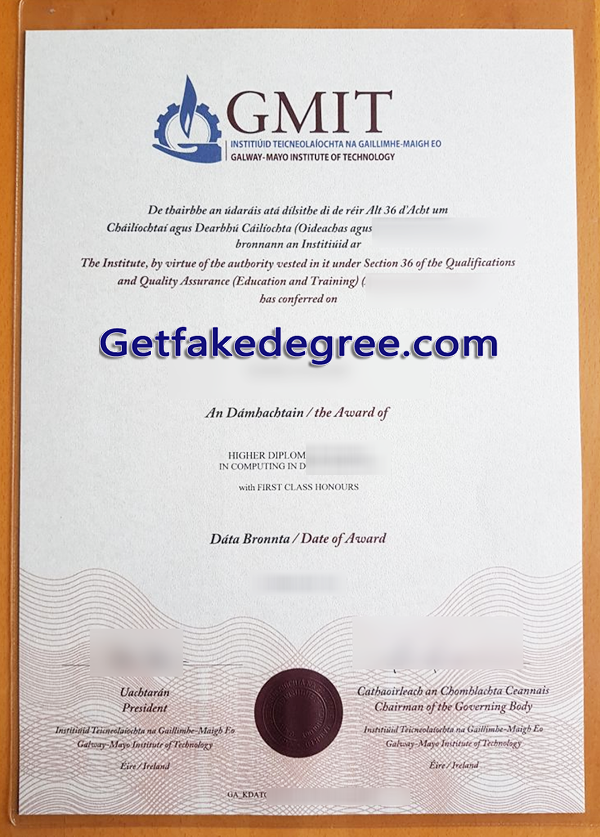 GMIT
INSTITIÚID TEICNEOLAÍOCHTA NA GAILLIMHE-MAIGH EO
GALWAY-MAYO INSTITUTE OF TECHNOLOGY
De thairbhe an údaráis atá dílsithe di de réir Alt 36 d'Acht um
Cháilíochtaí agus Dearbhú Cáilíochta (Oideachas agus
bronnann an Institiúid ar
The Institute, by virtue of the authority vested in it under Section 36 of the Qualifications
and Quality Assurance (Education and Training) (
has conferred on
Getfakedegree.com
An Dámhachtain / the Award of
HIGHER DIPLOM
IN COMPUTING IN D
with FIRST CLASS HONOURS
Dáta Bronnta / Date of Award
Uachtarán
President
Institiúid Teicneolaíochta na Gaillimhe-Maigh Eo
Galway-Mayo Institute of Technology
Éire / Ireland
Cathaoirleach an Chomhlachta Ceannais
Chairman of the Governing Body
Institiúid Teicneolaíochta na Gaillimhe-Maigh Eo
Galway-Mayo Institute of Technology
Éire / Ireland
GA_KDAT(